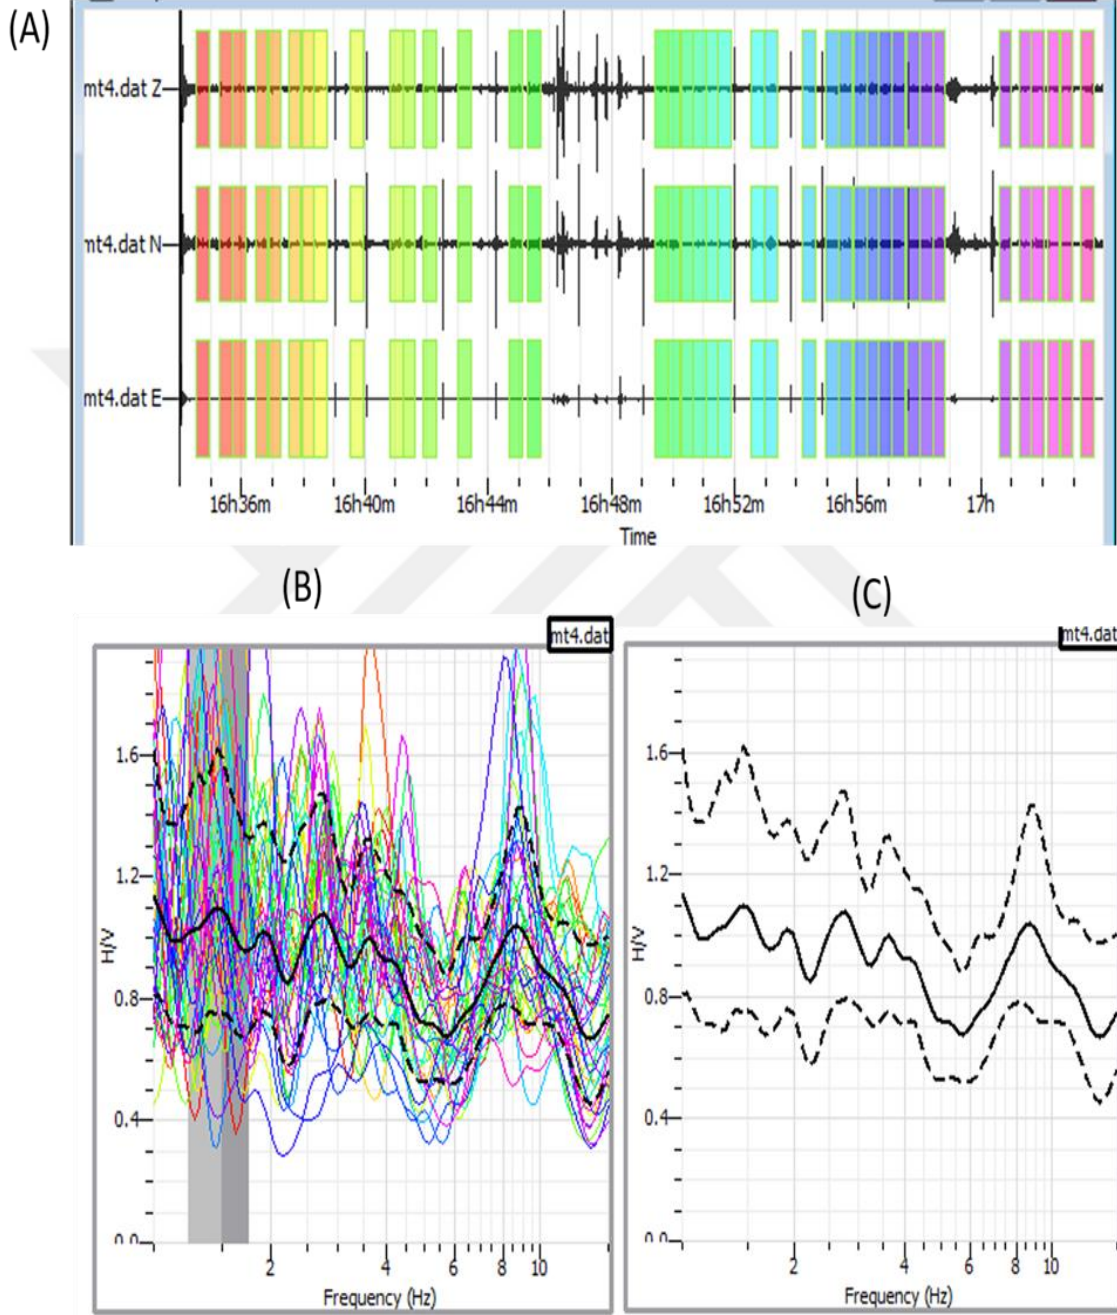 (A)
mt4.dat Z
mt4.dat N
mt4.dat E
16h36m 16h40m 16h44m 16h48m 16h52m 16h56m 17h
Time
(B)
(C)
mt4.dat
mt4.dat
1.6
1.2
0.8
0.4
0.0
H/V
2 4 6 8 10
Frequency (Hz)
1.6
1.2
0.8
0.4
0.0
H/V
2 4 6 8 10
Frequency (Hz)